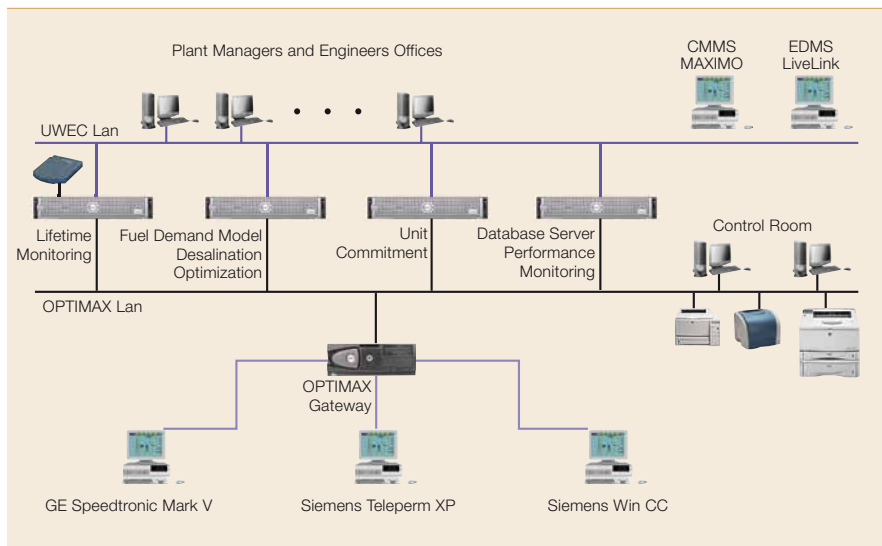 Plant Managers and Engineers Offices
CMMS
MAXIMO
EDMS
LiveLink
UWEC Lan
Lifetime
Monitoring
Fuel Demand Model
Desalination
Optimization
Unit
Commitment
Database Server
Performance
Monitoring
Control Room
OPTIMAX Lan
OPTIMAX
Gateway
GE Speedtronic Mark V
Siemens Teleperm XP
Siemens Win CC